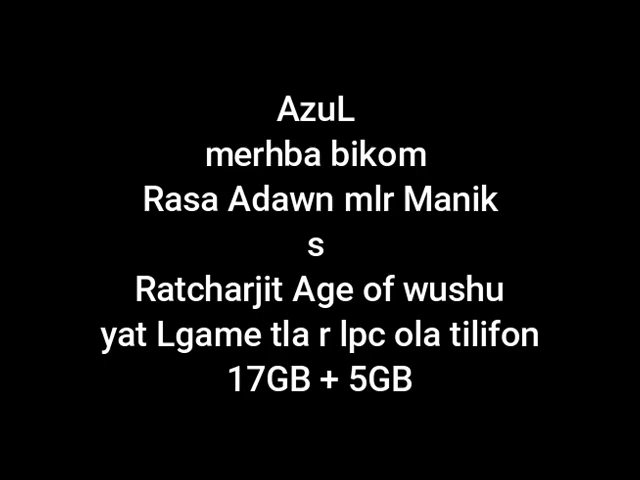 AzuL
merhba bikom
Rasa Adawn mlr Manik
s
Ratcharjit Age of wushu
yat Lgame tla r lpc ola tilifon
17GB + 5GB